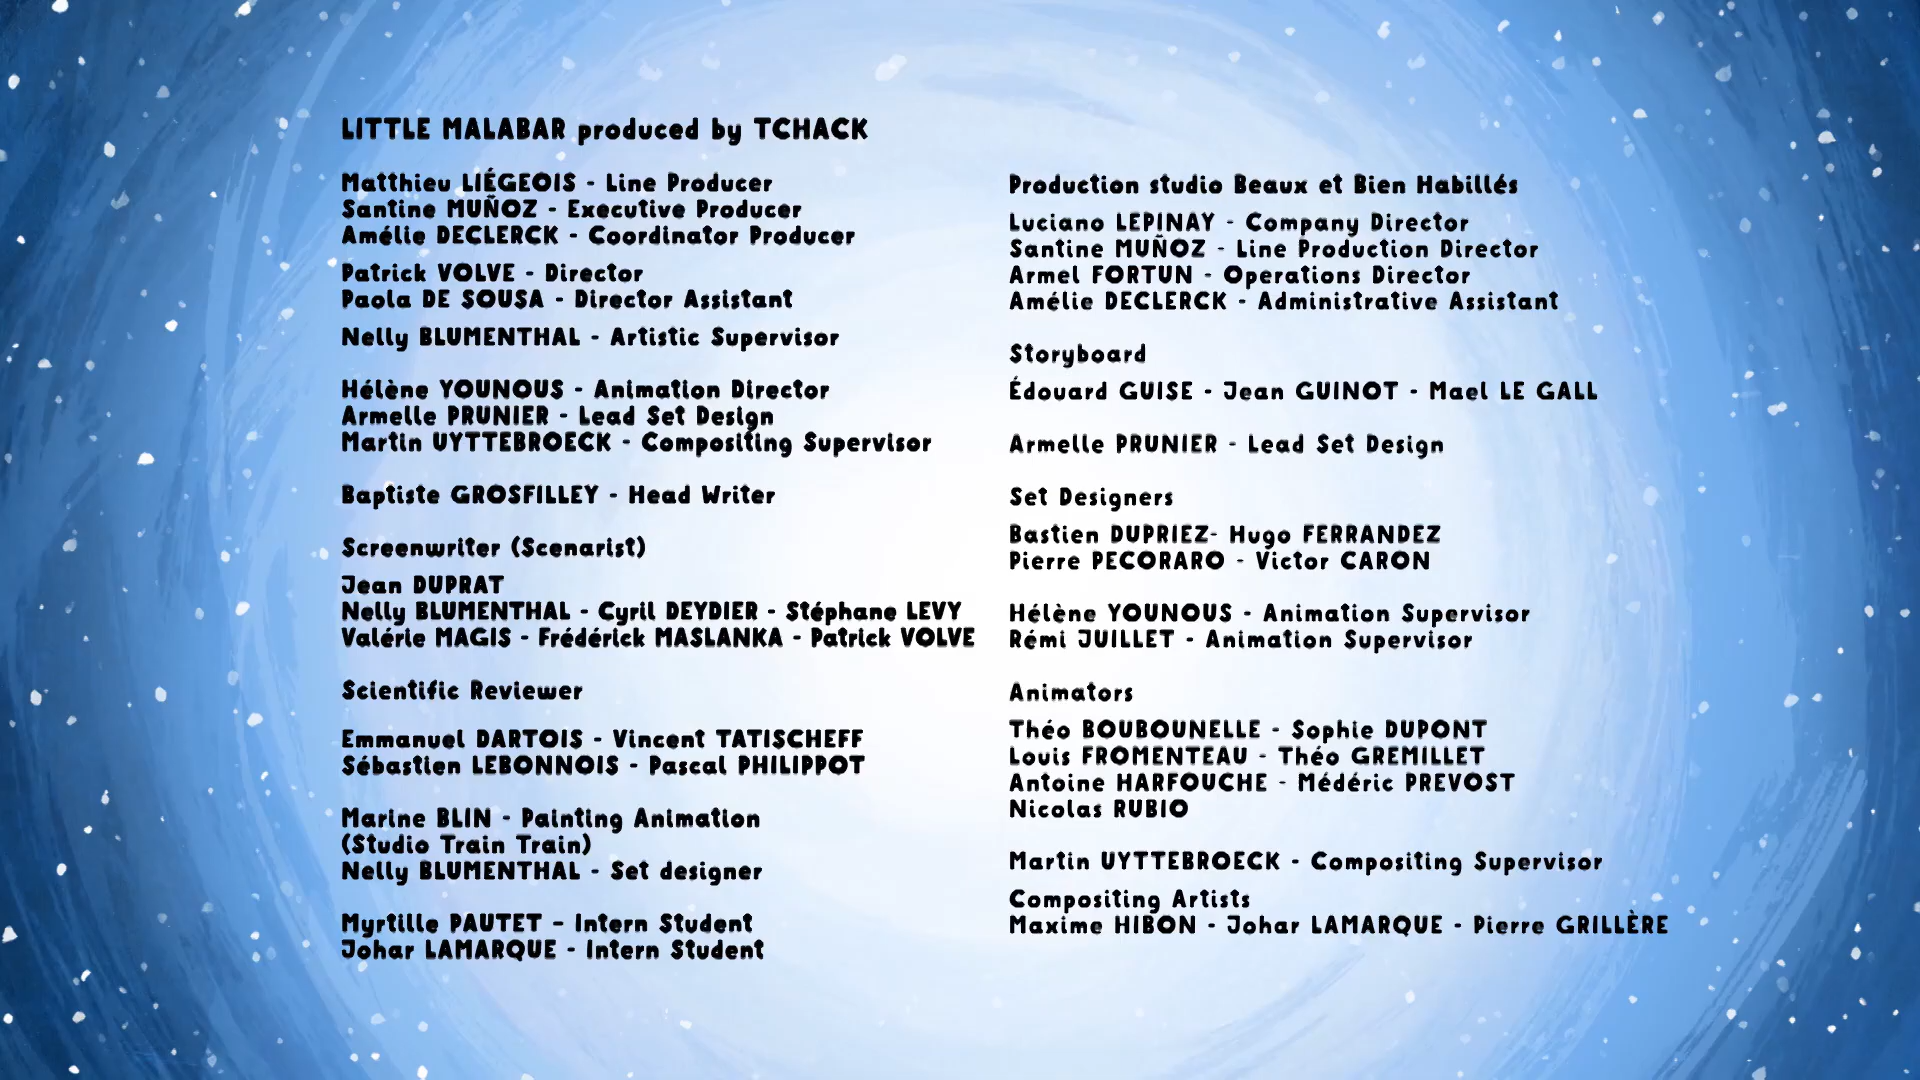 LITTLE MALABAR produced by TCHACK
Matthieu LIÉGEOIS - Line Producer
Santine MUÑOZ - Executive Producer
Amélie DECLERCK - Coordinator Producer
Patrick VOLVE - Director
Paola DE SOUSA - Director Assistant
Nelly BLUMENTHAL - Artistic Supervisor
Hélène YOUNOUS - Animation Director
Armelle PRUNIER - Lead Set Design
Martin UYTTEBROECK - Compositing Supervisor
Baptiste GROSFILLEY - Head Writer
Screenwriter (Scenarist)
Jean DUPRAT
Nelly BLUMENTHAL - Cyril DEYDIER - Stéphane LEVY
Valérie MAGIS - Frédérick MASLANKA - Patrick VOLVE
Scientific Reviewer
Emmanuel DARTOIS - Vincent TATISCHEFF
Sébastien LEBONNOIS - Pascal PHILIPPOT
Marine BLIN - Painting Animation
(Studio Train Train)
Nelly BLUMENTHAL - Set designer
Myrtille PAUTET – Intern Student
Johar LAMARQUE - Intern Student
Production studio Beaux et Bien Habillés
Luciano LEPINAY - Company Director
Santine MUÑOZ - Line Production Director
Armel FORTUN - Operations Director
Amélie DECLERCK - Administrative Assistant
Storyboard
Édouard GUISE - Jean GUINOT - Mael LE GALL
Armelle PRUNIER - Lead Set Design
Set Designers
Bastien DUPRIEZ- Hugo FERRANDEZ
Pierre PECORARO - Victor CARON
Hélène YOUNOUS - Animation Supervisor
Rémi JUILLET - Animation Supervisor
Animators
Théo BOUBOUNELLE - Sophie DUPONT
Louis FROMENTEAU - Théo GREMILLET
Antoine HARFOUCHE - Médéric PREVOST
Nicolas RUBIO
Martin UYTTEBROECK - Compositing Supervisor
Compositing Artists
Maxime HIBON - Johar LAMARQUE - Pierre GRILLÈRE